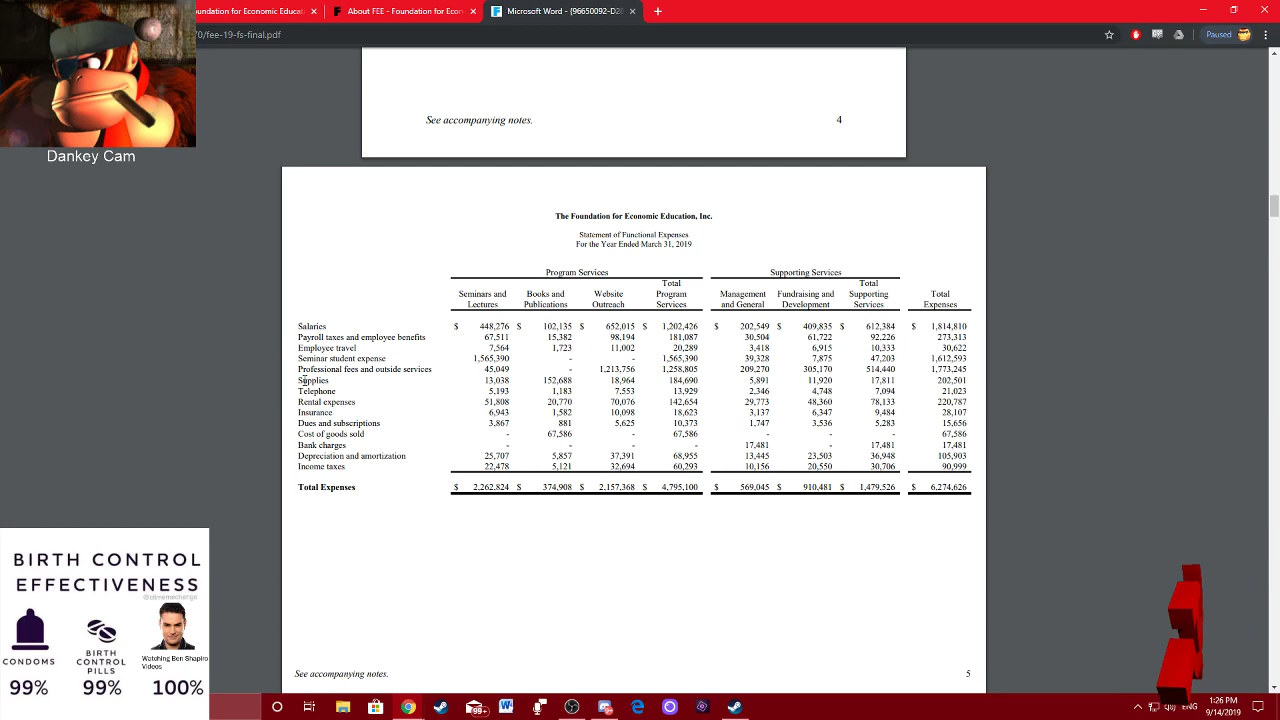 undation for Economic Educati
About FEE - Foundation for Econ
Microsoft Word - {96650092-D2B
0/fee-19-fs-final.pdf
Paused
Dankey Cam
See accompanying notes. 4
The Foundation for Economic Education, Inc.
Statement of Functional Expenses
For the Year Ended March 31, 2019
Program Services Supporting Services
Total Total
Seminars and Books and Website Program Management Fundraising and Supporting Total
Lectures Publications Outreach Services and General Development Services Expenses
Salaries $ 448,276 $ 102,135 $ 652,015 $ 1,202,426 $ 202,549 $ 409,835 $ 612,384 $ 1,814,810
Payroll taxes and employee benefits 67,511 15,382 98,194 181,087 30,504 61,722 92,226 273,313
Employee travel 7,564 1,723 11,002 20,289 3,418 6,915 10,333 30,622
Seminar student expense 1,565,390 - - 1,565,390 39,328 7,875 47,203 1,612,593
Professional fees and outside services 45,049 - 1,213,756 1,258,805 209,270 305,170 514,440 1,773,245
Supplies 13,038 152,688 18,964 184,690 5,891 11,920 17,811 202,501
Telephone 5,193 1,183 7,553 13,929 2,346 4,748 7,094 21,023
Rental expenses 51,808 20,770 70,076 142,654 29,773 48,360 78,133 220,787
Insurance 6,943 1,582 10,098 18,623 3,137 6,347 9,484 28,107
Dues and subscriptions 3,867 881 5,625 10,373 1,747 3,536 5,283 15,656
Cost of goods sold - 67,586 - 67,586 - - - 67,586
Bank charges - - - - 17,481 - 17,481 17,481
Depreciation and amortization 25,707 5,857 37,391 68,955 13,445 23,503 36,948 105,903
Income taxes 22,478 5,121 32,694 60,293 10,156 20,550 30,706 90,999
Total Expenses $ 2,262,824 $ 374,908 $ 2,157,368 $ 4,795,100 $ 569,045 $ 910,481 $ 1,479,526 $ 6,274,626
See accompanying notes. 5
BIRTH CONTROL
EFFECTIVENESS
@climemechange
CONDOMS
99%
BIRTH
CONTROL
PILLS
99%
Watching Ben Shapiro
Videos
100%
99+
1:26 PM
ENG
9/14/2019